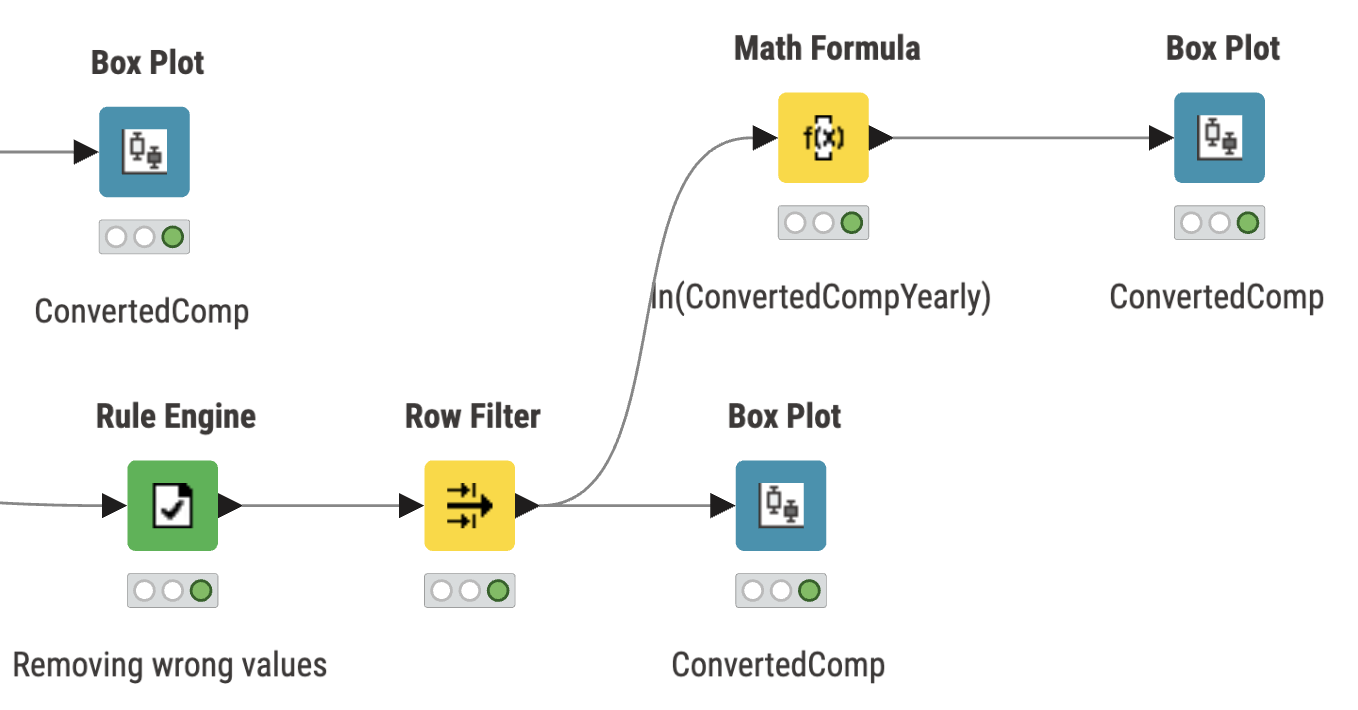 Box Plot
ConvertedComp
Math Formula
f(x)
ln(ConvertedCompYearly)
Box Plot
ConvertedComp
Rule Engine
Removing wrong values
Row Filter
Box Plot
ConvertedComp